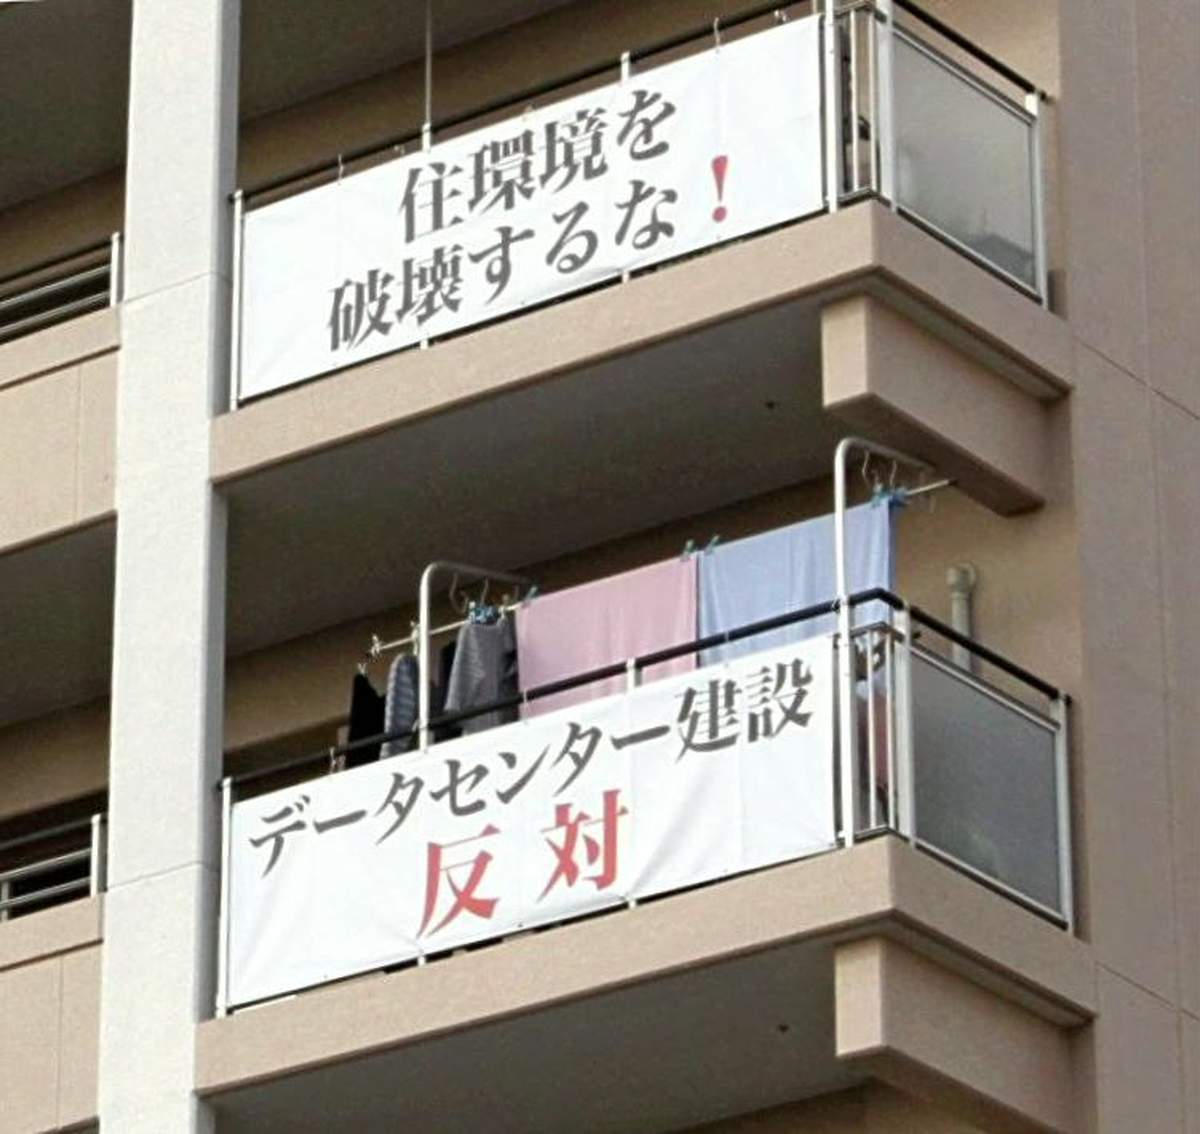 住環境を
破壊するな！
データセンター建設
反対